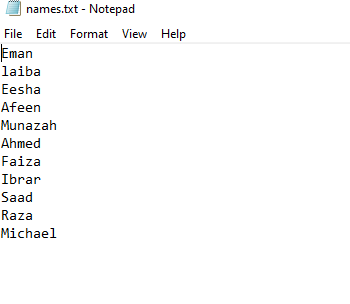 names.txt - Notepad
File Edit Format View Help
Eman
laiba
Eesha
Afeen
Munazah
Ahmed
Faiza
Ibrar
Saad
Raza
Michael